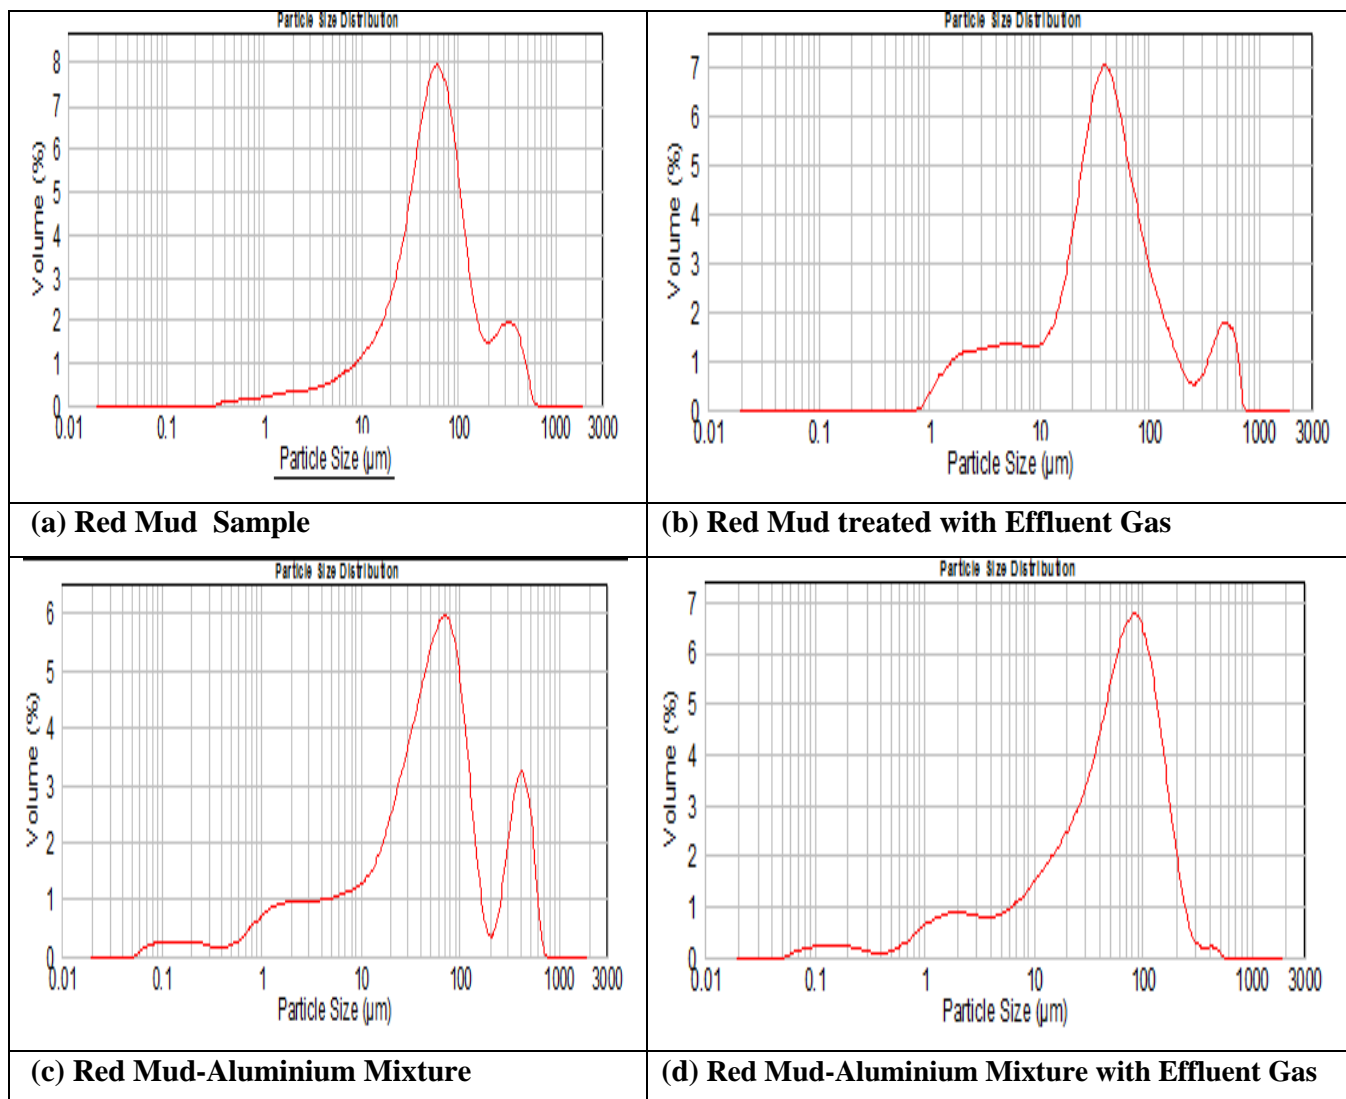 Particle Size Distribution
8
7
6
5
4
3
2
1
0
Volume (%)
0.01 0.1 1 10 100 1000 3000
Particle Size (µm)
(a) Red Mud Sample
Particle Size Distribution
7
6
5
4
3
2
1
0
Volume (%)
0.01 0.1 1 10 100 1000 3000
Particle Size (µm)
(b) Red Mud treated with Effluent Gas
Particle Size Distribution
6
5
4
3
2
1
0
Volume (%)
0.01 0.1 1 10 100 1000 3000
Particle Size (µm)
(c) Red Mud-Aluminium Mixture
Particle Size Distribution
7
6
5
4
3
2
1
0
Volume (%)
0.01 0.1 1 10 100 1000 3000
Particle Size (µm)
(d) Red Mud-Aluminium Mixture with Effluent Gas